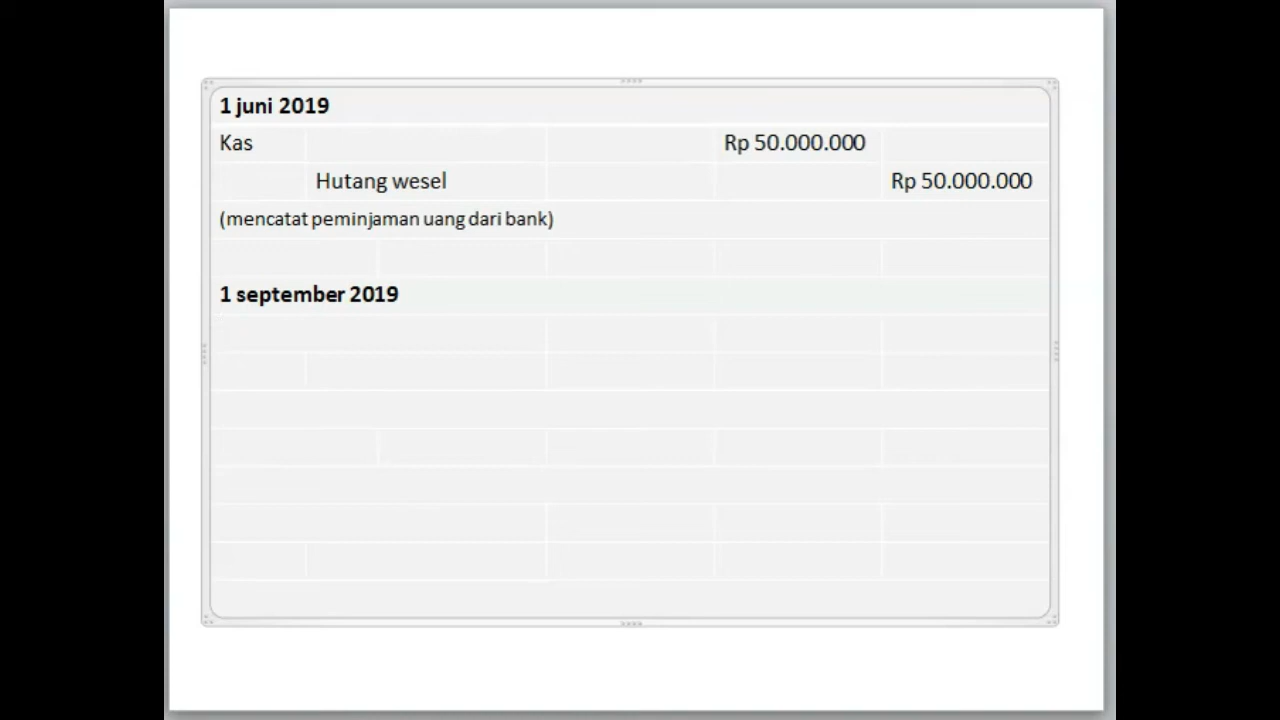 1 juni 2019
Kas Rp 50.000.000
Hutang wesel Rp 50.000.000
(mencatat peminjaman uang dari bank)
1 september 2019